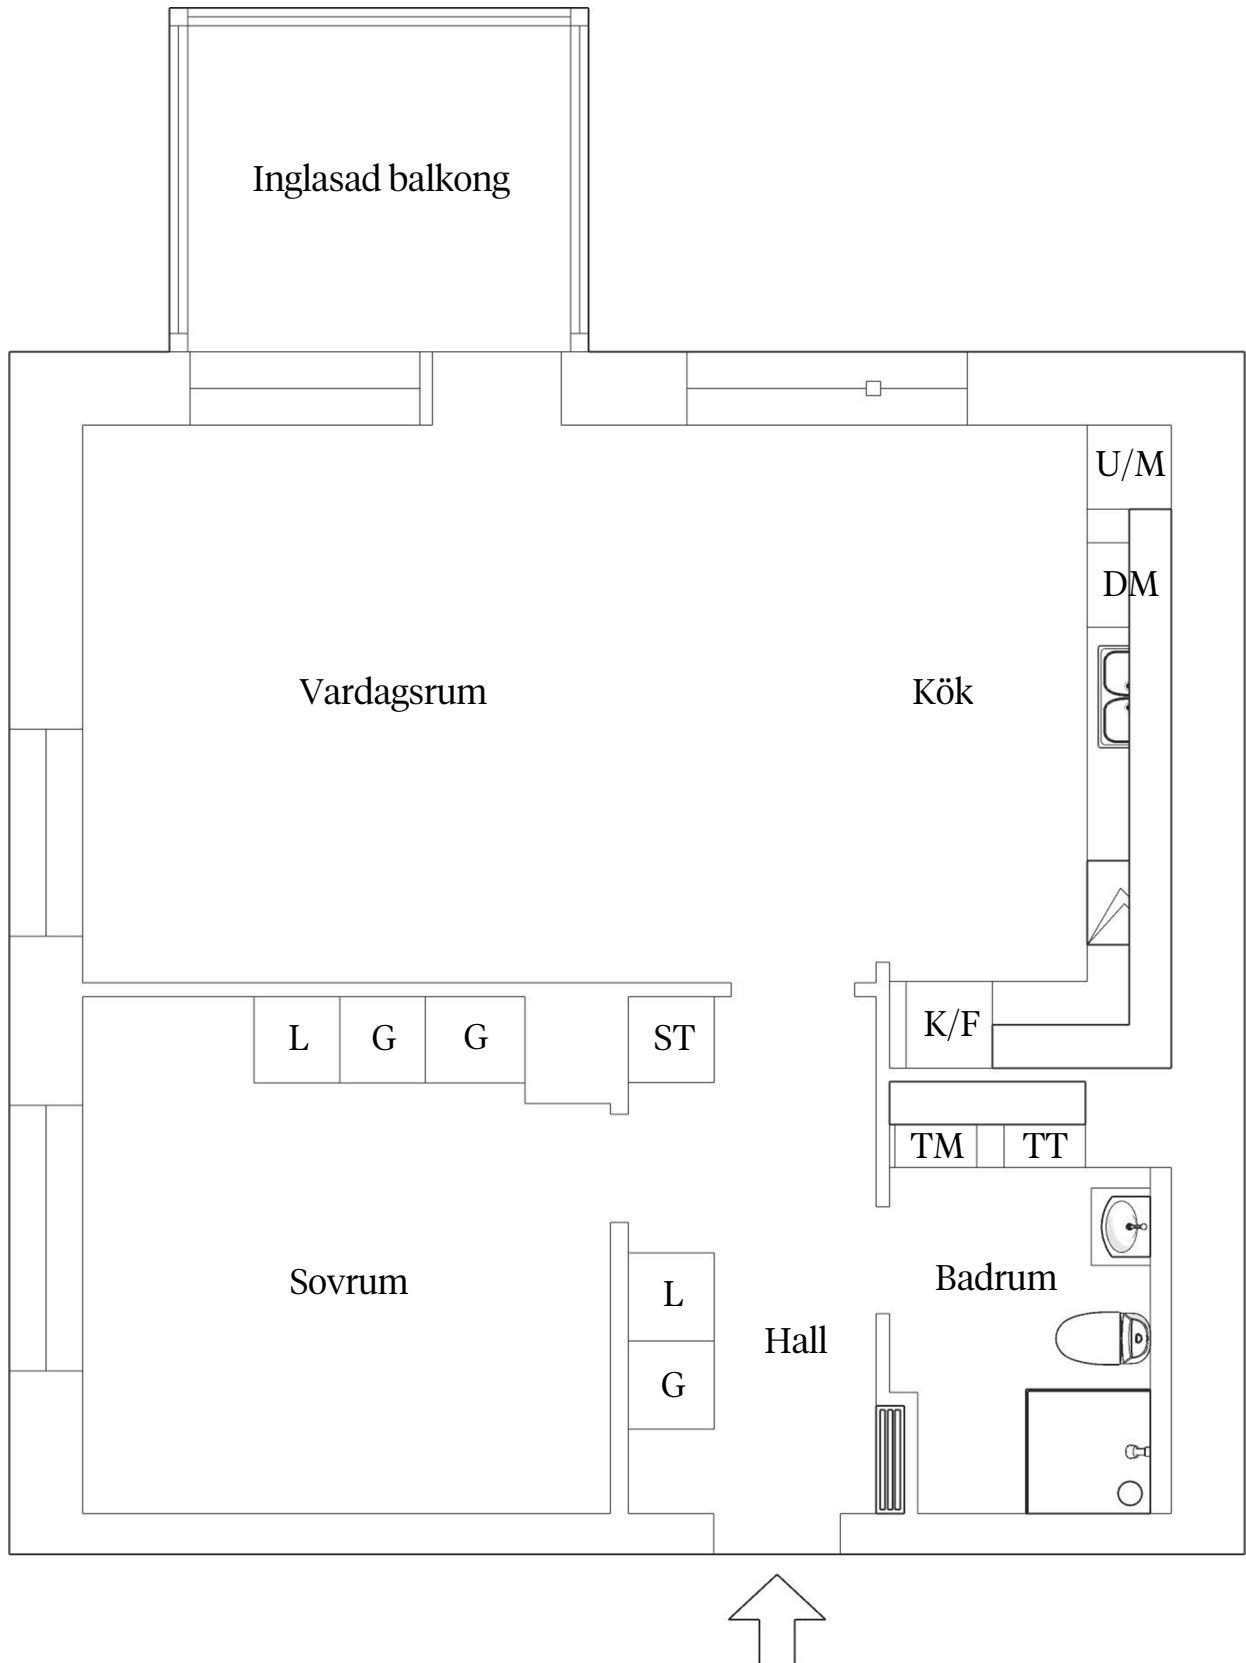 Inglasad balkong
U/M
DM
Vardagsrum
Kök
L
G
G
ST
K/F
TM
TT
Sovrum
L
Badrum
Hall
G